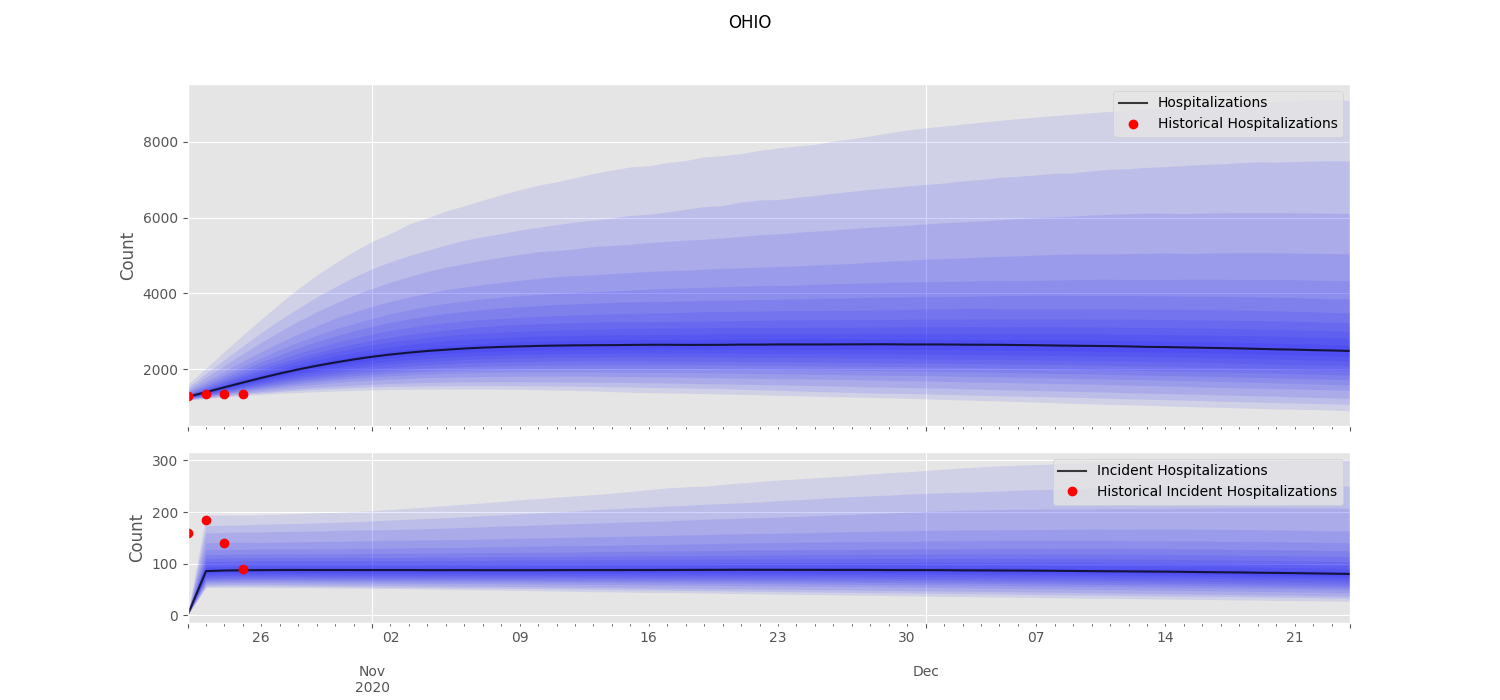 OHIO
Hospitalizations
Historical Hospitalizations
8000
6000
4000
2000
Count
Incident Hospitalizations
Historical Incident Hospitalizations
300
200
100
0
Count
26 02 09 16 23 30 07 14 21
Nov Dec
2020